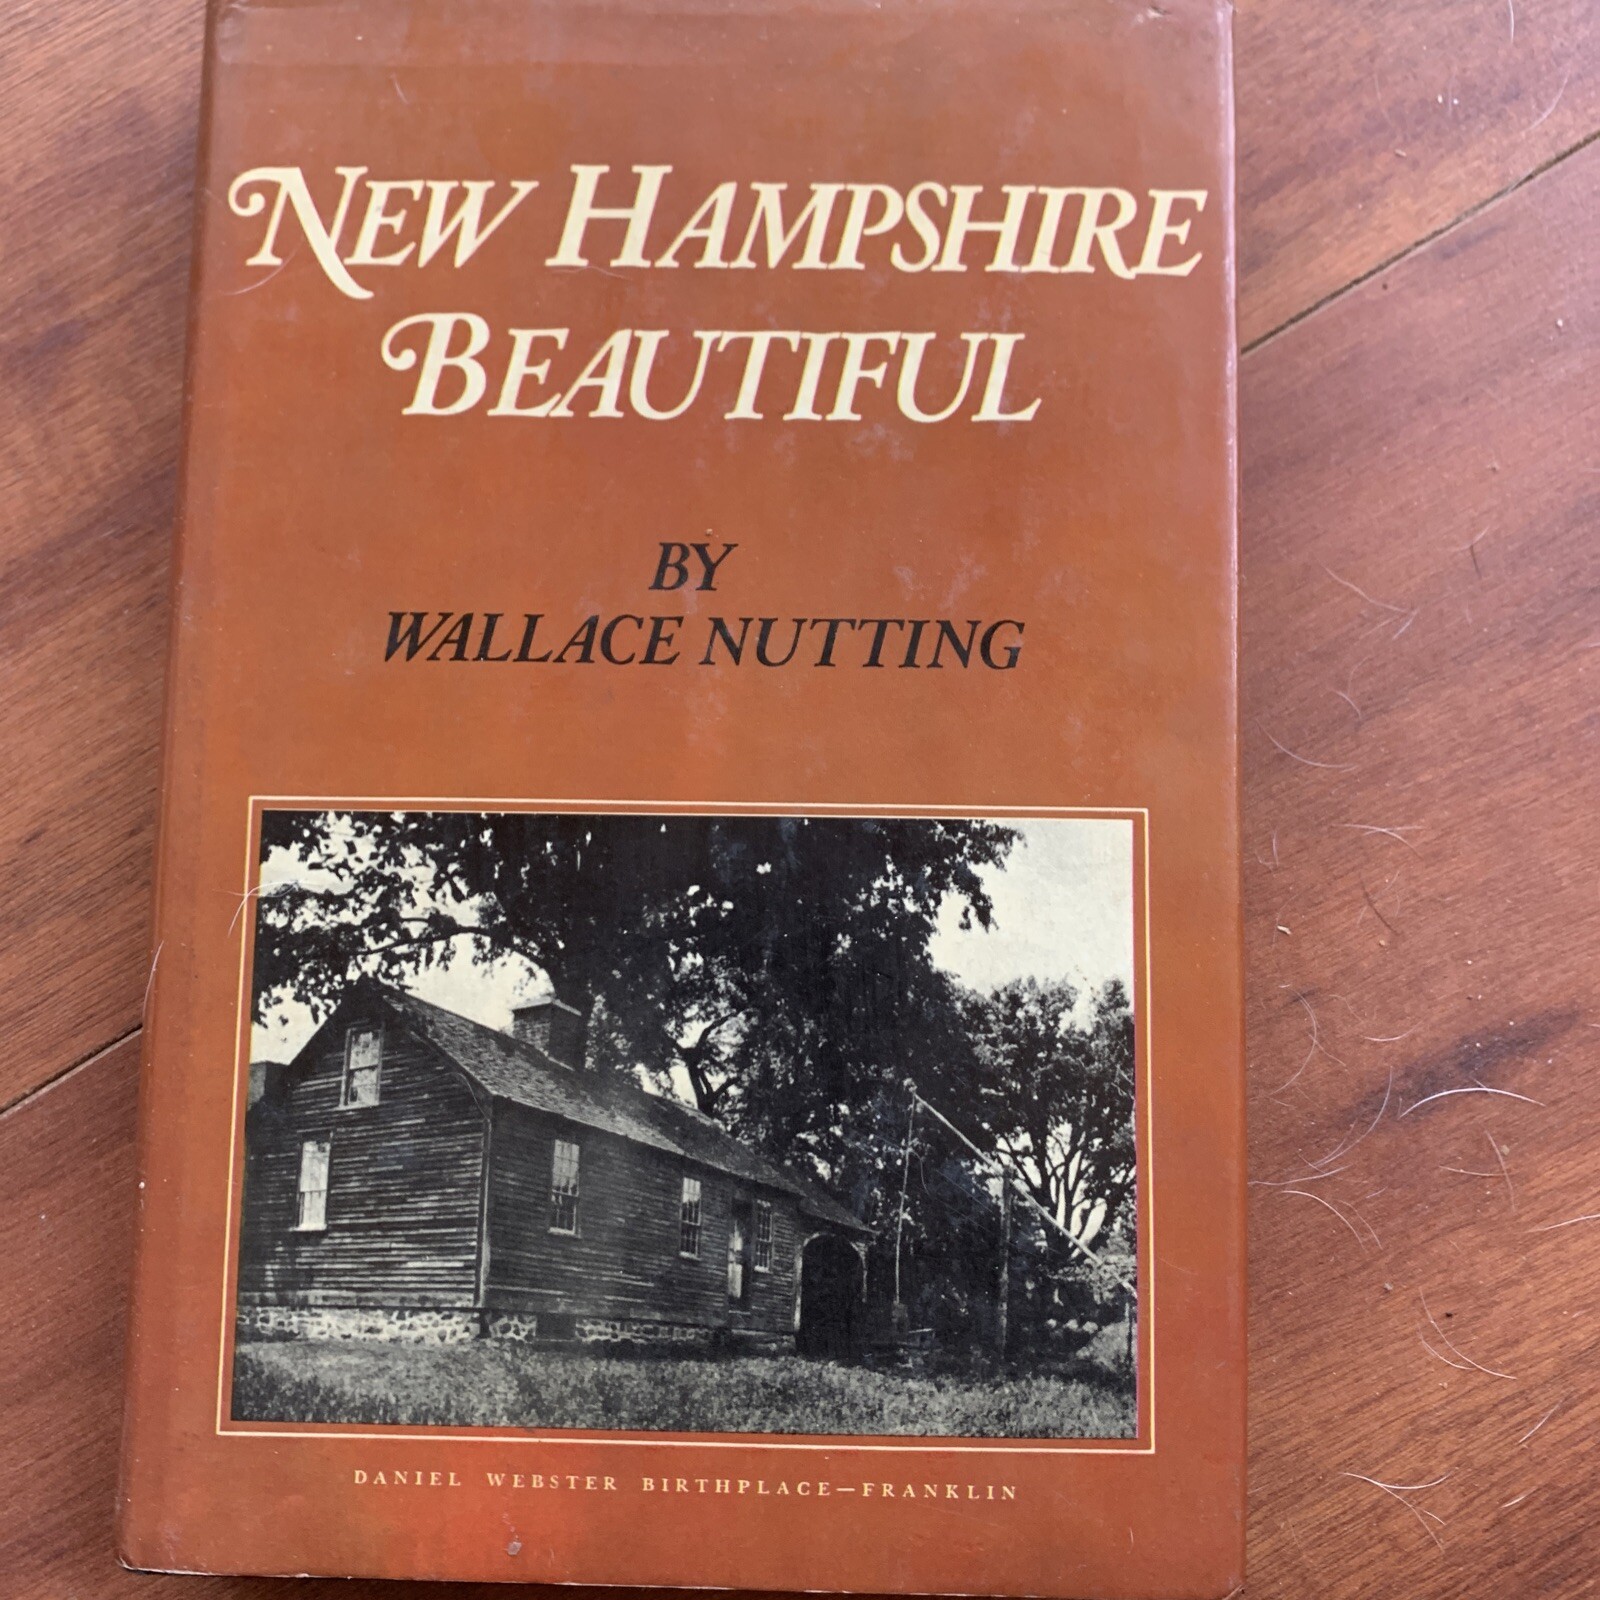 NEW HAMPSHIRE
BEAUTIFUL
BY
WALLACE NUTTING
DANIEL WEBSTER BIRTHPLACE—FRANKLIN